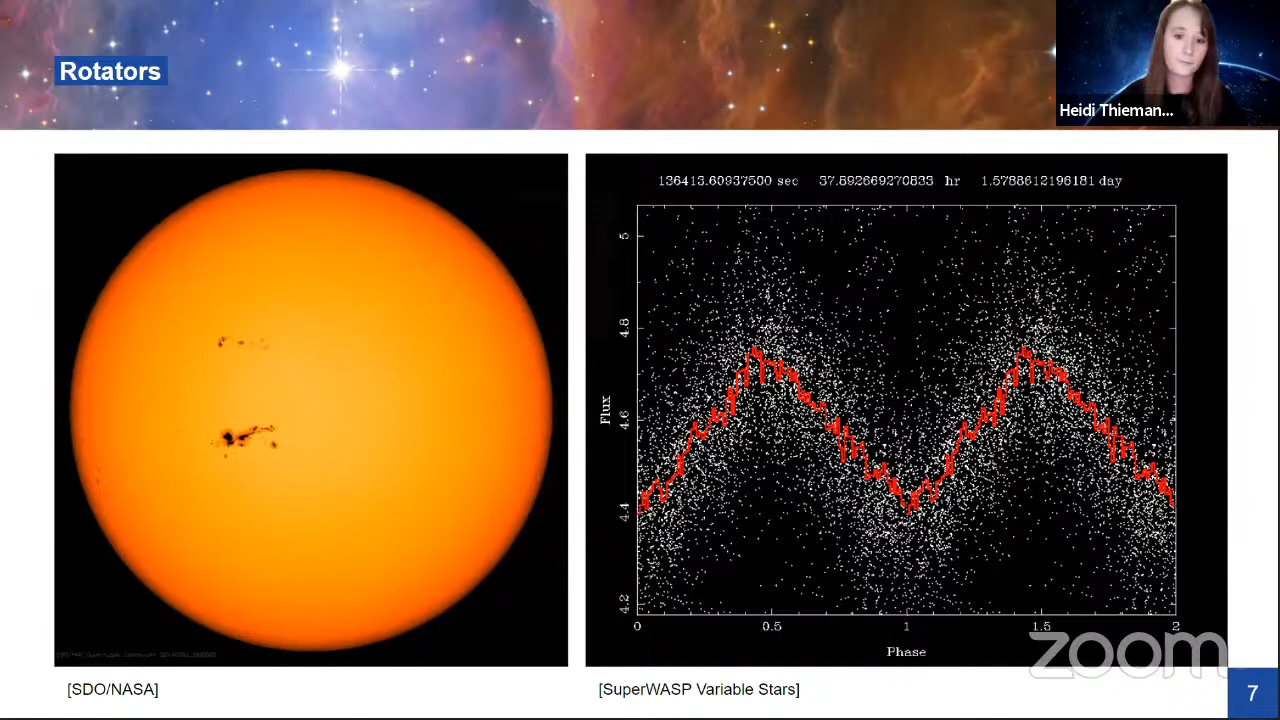 Rotators
Heidi Thieman...
136413.60937500 sec 37.892669270833 hr 1.5788612196181 day
5
4.8
4.6
4.4
4.2
Flux
0 0.5 1 1.5 2
Phase
zoom
[SDO/NASA]
[SuperWASP Variable Stars]
7